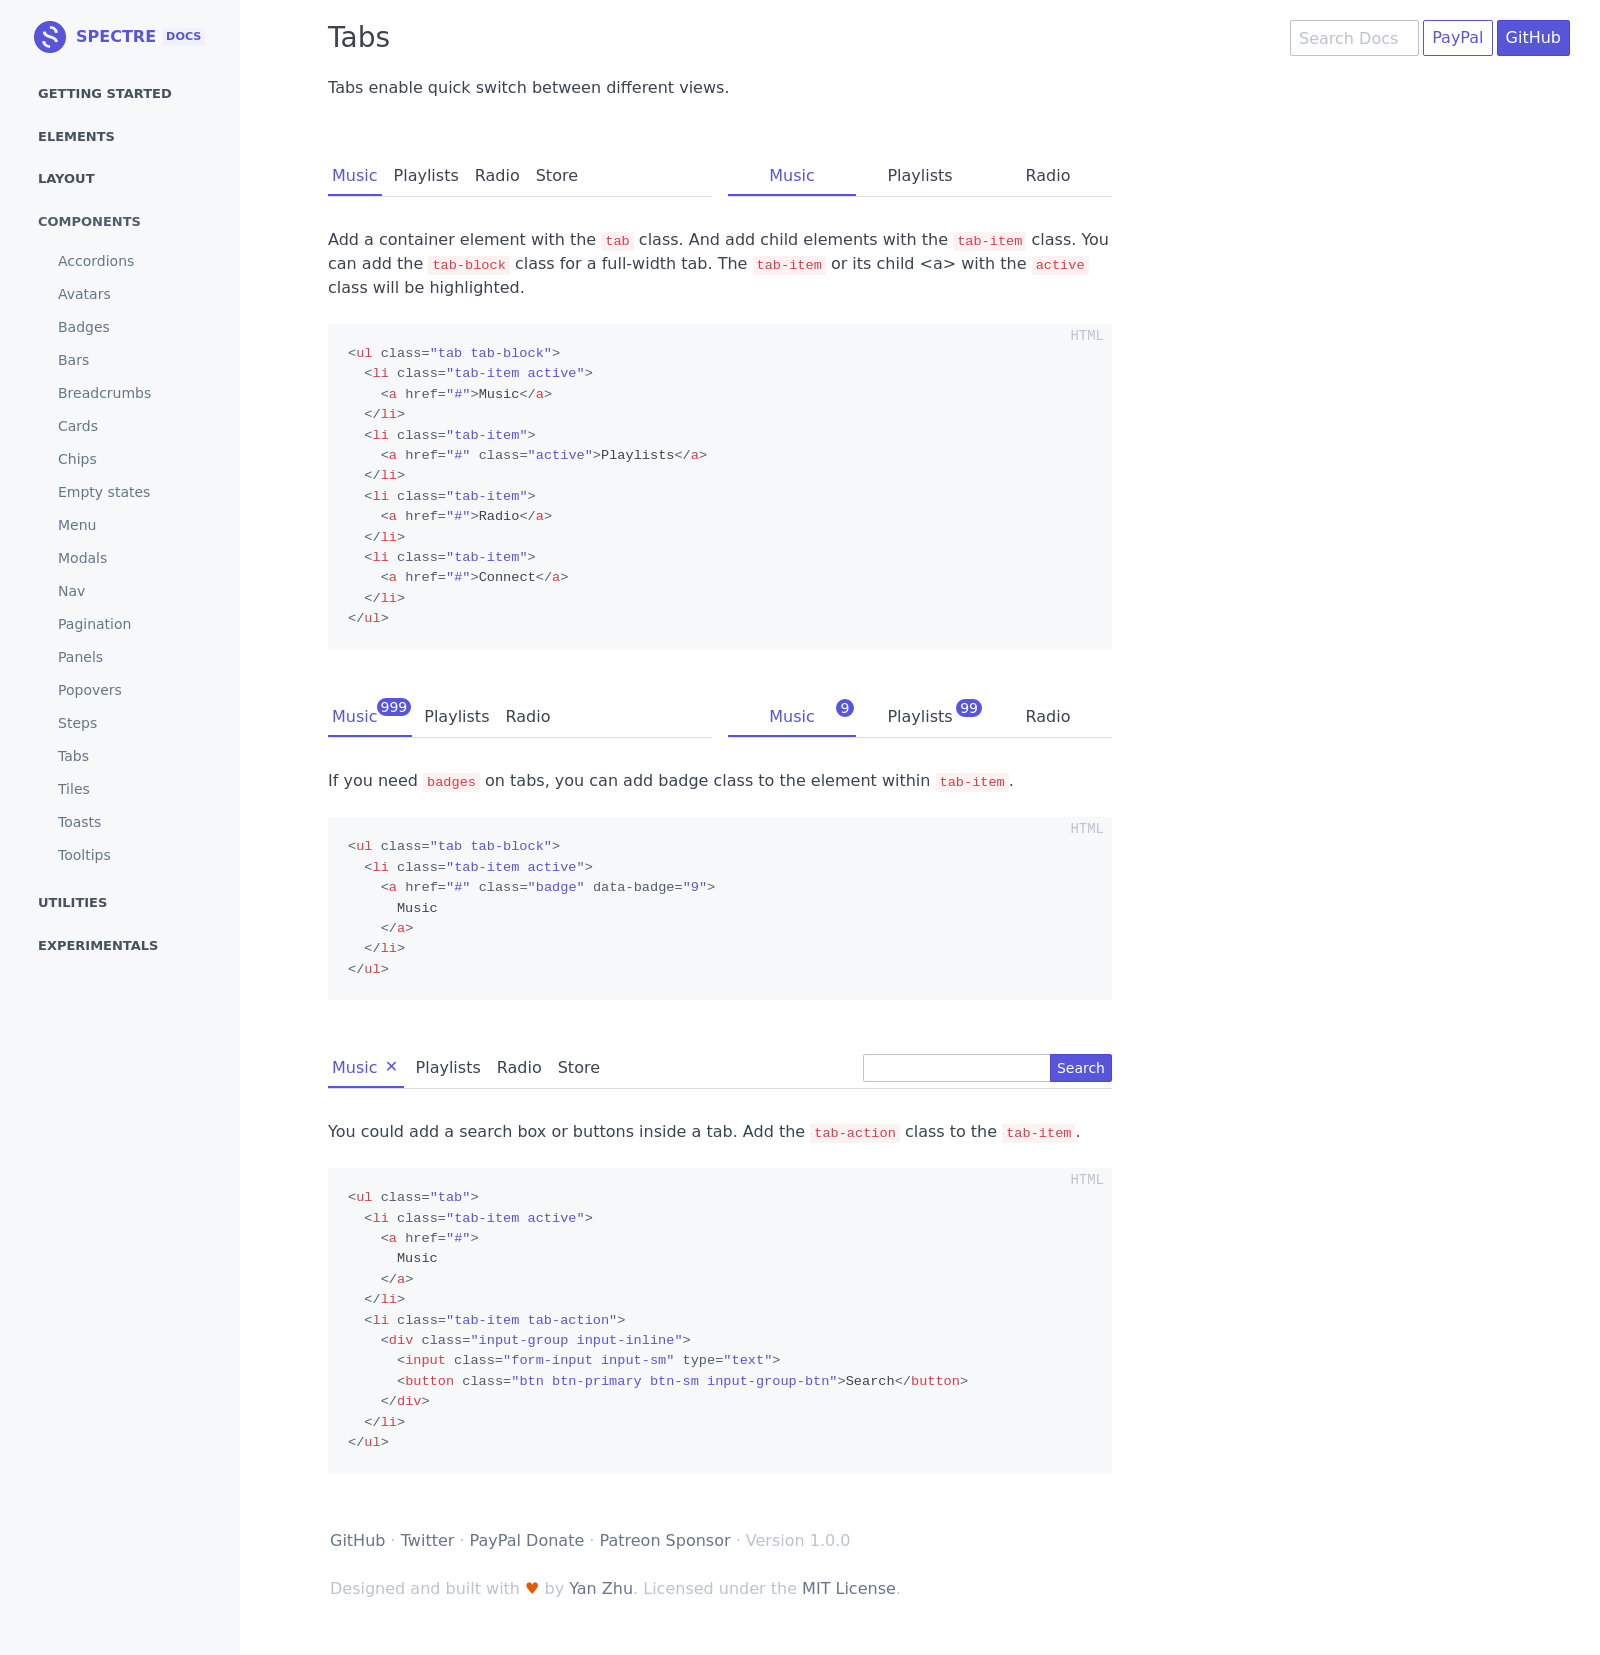 SPECTRE DOCS
GETTING STARTED
ELEMENTS
LAYOUT
COMPONENTS
Accordions
Avatars
Badges
Bars
Breadcrumbs
Cards
Chips
Empty states
Menu
Modals
Nav
Pagination
Panels
Popovers
Steps
Tabs
Tiles
Toasts
Tooltips
UTILITIES
EXPERIMENTALS
Tabs
Search Docs PayPal GitHub
Tabs enable quick switch between different views.
Music Playlists Radio Store Music Playlists Radio
Add a container element with the tab class. And add child elements with the tab-item class. You
can add the tab-block class for a full-width tab. The tab-item or its child <a> with the active
class will be highlighted.
HTML
<ul class="tab tab-block">
  <li class="tab-item active">
    <a href="#">Music</a>
  </li>
  <li class="tab-item">
    <a href="#" class="active">Playlists</a>
  </li>
  <li class="tab-item">
    <a href="#">Radio</a>
  </li>
  <li class="tab-item">
    <a href="#">Connect</a>
  </li>
</ul>
Music 999 Playlists Radio Music 9 Playlists 99 Radio
If you need badges on tabs, you can add badge class to the element within tab-item.
HTML
<ul class="tab tab-block">
  <li class="tab-item active">
    <a href="#" class="badge" data-badge="9">
      Music
    </a>
  </li>
</ul>
Music Playlists Radio Store Search
You could add a search box or buttons inside a tab. Add the tab-action class to the tab-item.
HTML
<ul class="tab">
  <li class="tab-item active">
    <a href="#">
      Music
    </a>
  </li>
  <li class="tab-item tab-action">
    <div class="input-group input-inline">
      <input class="form-input input-sm" type="text">
      <button class="btn btn-primary btn-sm input-group-btn">Search</button>
    </div>
  </li>
</ul>
GitHub · Twitter · PayPal Donate · Patreon Sponsor · Version 1.0.0
Designed and built with ♥ by Yan Zhu. Licensed under the MIT License.